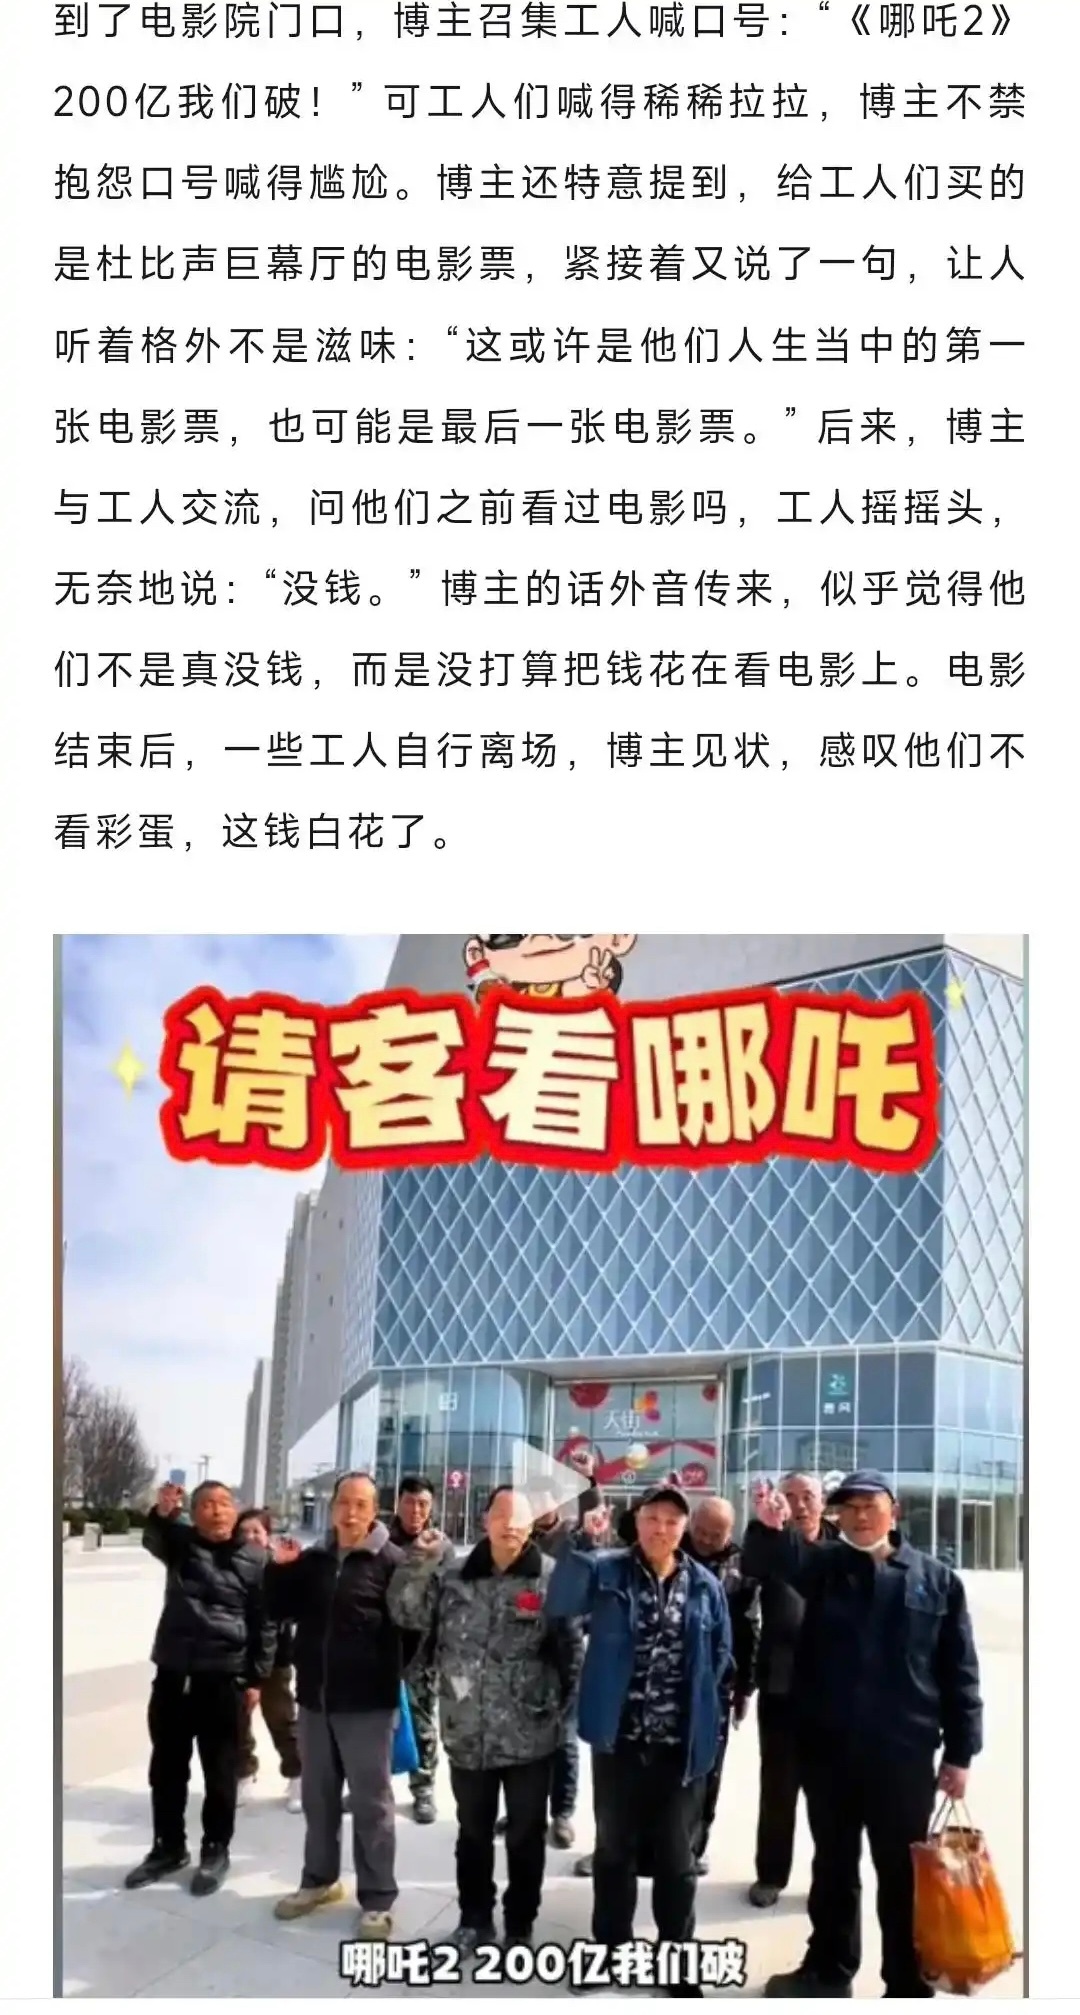 到了电影院门口，博主召集工人喊口号：“《哪吒2》
200亿我们破！”可工人们喊得稀稀拉拉，博主不禁
抱怨口号喊得尴尬。博主还特意提到，给工人们买的
是杜比声巨幕厅的电影票，紧接着又说了一句，让人
听着格外不是滋味：“这或许是他们人生当中的第一
张电影票，也可能是最后一张电影票。”后来，博主
与工人交流，问他们之前看过电影吗，工人摇摇头，
无奈地说：“没钱。”博主的话外音传来，似乎觉得他
们不是真没钱，而是没打算把钱花在看电影上。电影
结束后，一些工人自行离场，博主见状，感叹他们不
看彩蛋，这钱白花了。
请客看哪吒
天街
哪吒2 200亿我们破